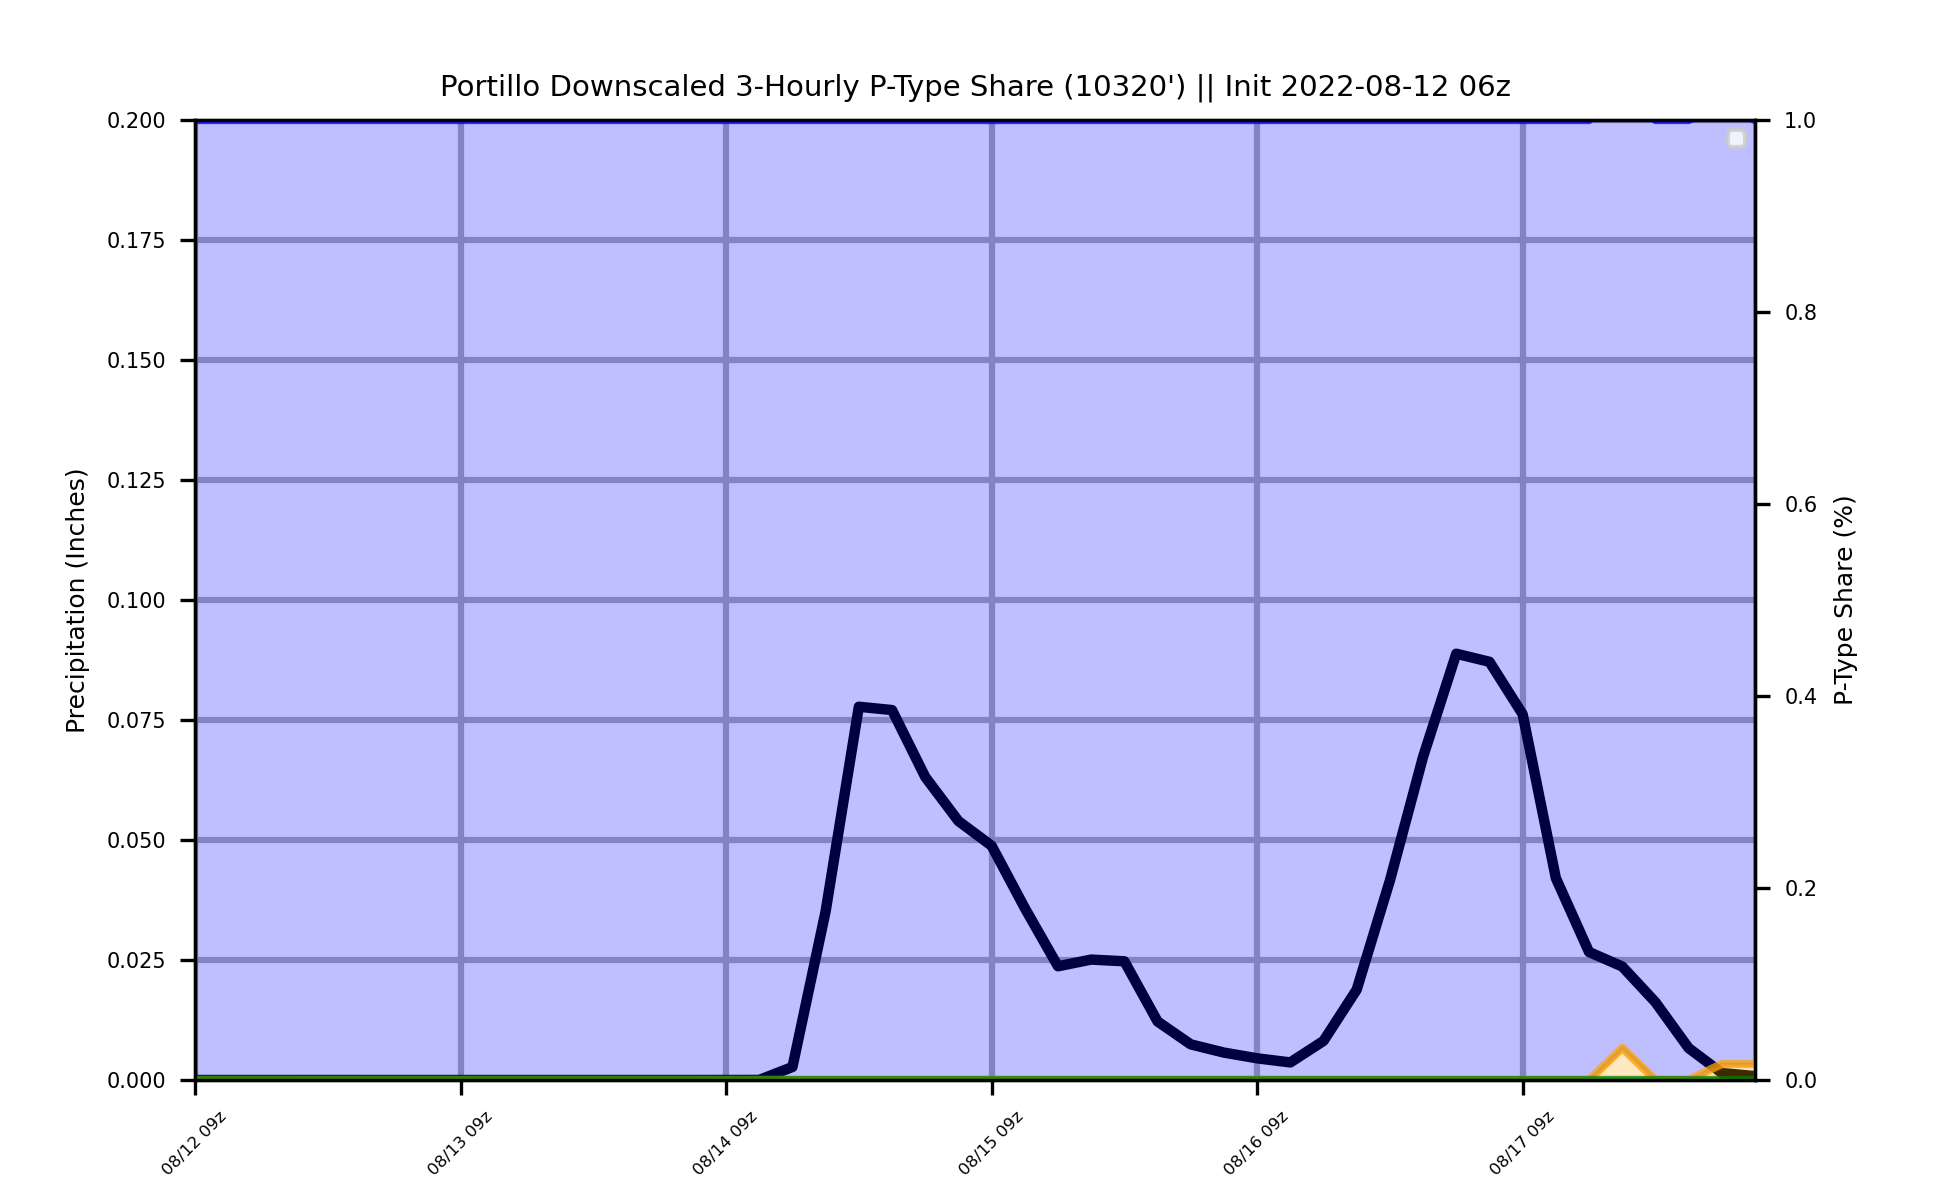 Portillo Downscaled 3-Hourly P-Type Share (10320') || Init 2022-08-12 06z
0.200
0.175
0.150
0.125
0.100
0.075
0.050
0.025
0.000
Precipitation (Inches)
1.0
0.8
0.6
0.4
0.2
0.0
P-Type Share (%)
08/12 09z
08/13 09z
08/14 09z
08/15 09z
08/16 09z
08/17 09z